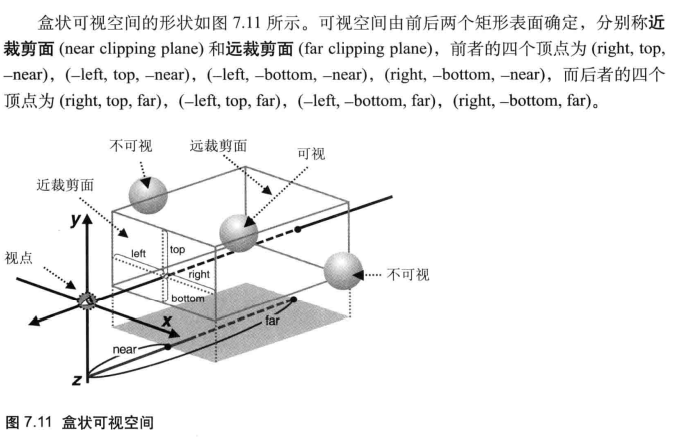 盒状可视空间的形状如图 7.11 所示。可视空间由前后两个矩形表面确定，分别称近
裁剪面 (near clipping plane) 和远裁剪面 (far clipping plane)，前者的四个顶点为 (right, top,
–near)，(–left, top, –near)，(–left, –bottom, –near)，(right, –bottom, –near)，而后者的四个
顶点为 (right, top, far)，(–left, top, far)，(–left, –bottom, far)，(right, –bottom, far)。
不可视
远裁剪面
可视
近裁剪面
y
top
left
视点
right
不可视
bottom
x
far
near
z
图 7.11 盒状可视空间